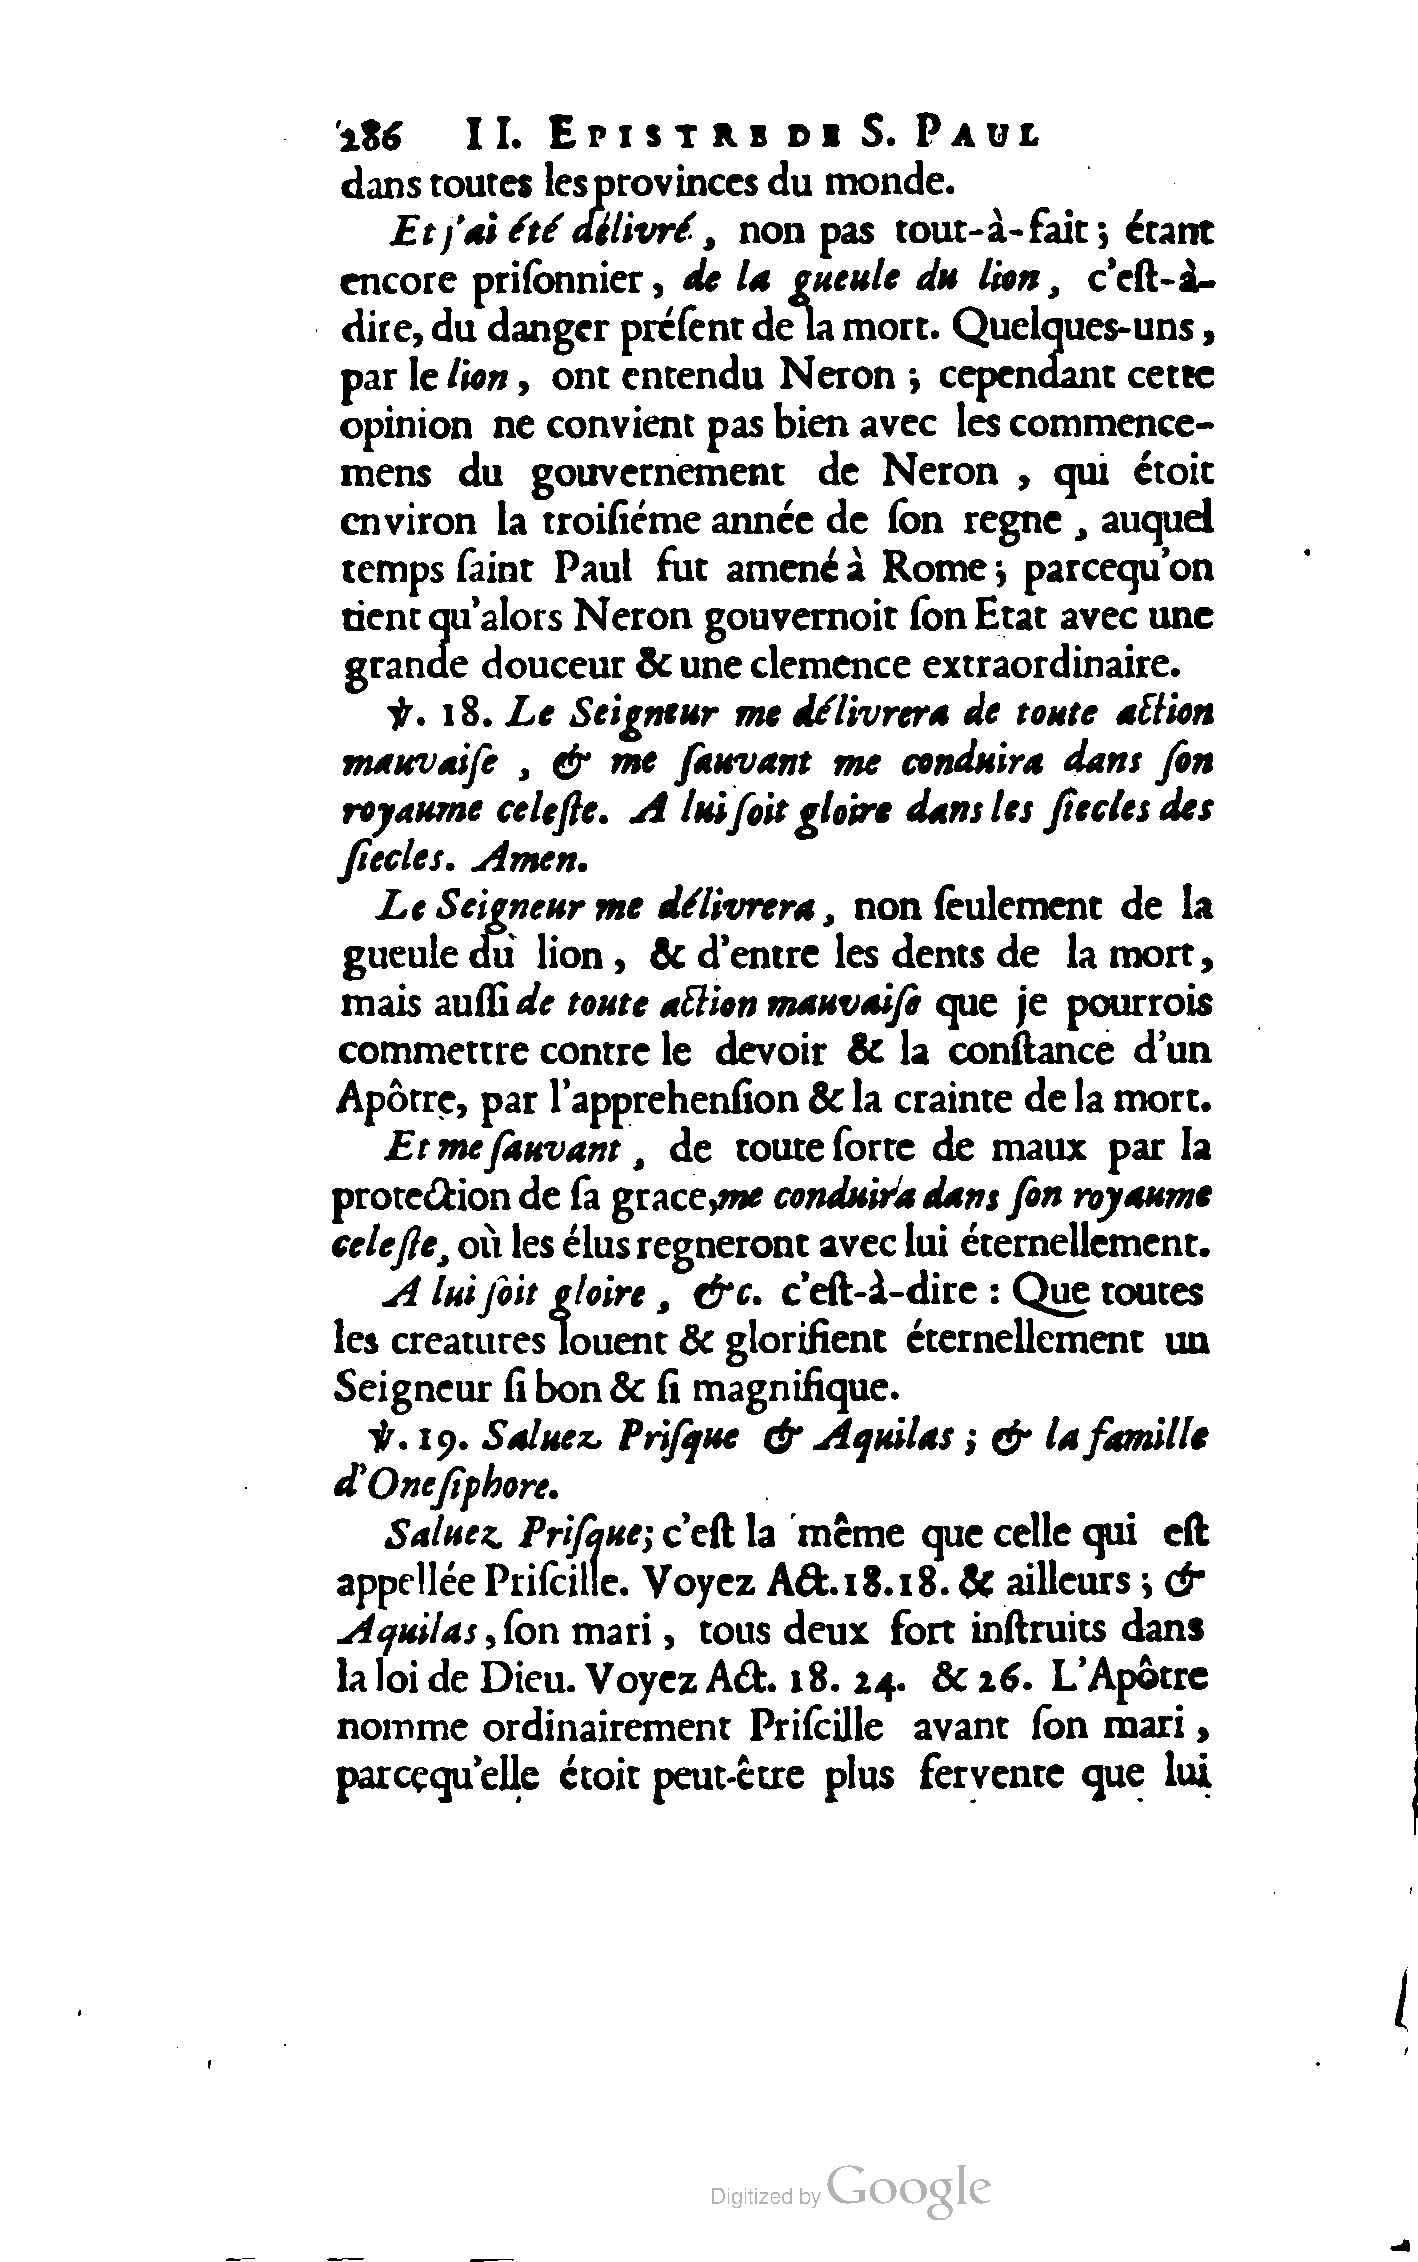 286 II. EPISTRE DE S. PAUL
dans toutes les provinces du monde.
Et j'ai été délivré, non pas tout-à-fait; étant
encore priſonnier, de la gueule du lion, c'eſt-à-
dire, du danger préſent de la mort. Quelques-uns,
par le lion, ont entendu Neron; cependant cette
opinion ne convient pas bien avec les commence-
mens du gouvernement de Neron, qui étoit
environ la troiſiéme année de ſon regne, auquel
temps ſaint Paul fut amené à Rome; parcequ'on
tient qu'alors Neron gouvernoit ſon Etat avec une
grande douceur & une clemence extraordinaire.
℣. 18. Le Seigneur me délivrera de toute action
mauvaiſe, & me ſauvant me conduira dans ſon
royaume celeſte. A lui ſoit gloire dans les ſiecles des
ſiecles. Amen.
Le Seigneur me délivrera, non ſeulement de la
gueule du lion, & d'entre les dents de la mort,
mais auſſi de toute action mauvaiſe que je pourrois
commettre contre le devoir & la conſtance d'un
Apôtre, par l'apprehenſion & la crainte de la mort.
Et me ſauvant, de toute ſorte de maux par la
protection de ſa grace, me conduira dans ſon royaume
celeſte, où les élus regneront avec lui éternellement.
A lui ſoit gloire, &c. c'eſt-à-dire: Que toutes
les creatures louent & glorifient éternellement un
Seigneur ſi bon & ſi magnifique.
℣. 19. Saluez Priſque & Aquilas; & la famille
d'Oneſiphore.
Saluez Priſque; c'eſt la même que celle qui eſt
appellée Priſcille. Voyez Act. 18. 18. & ailleurs; &
Aquilas, ſon mari, tous deux fort inſtruits dans
la loi de Dieu. Voyez Act. 18. 24. & 26. L'Apôtre
nomme ordinairement Priſcille avant ſon mari,
parcequ'elle étoit peut-être plus fervente que lui
Digitized by Google